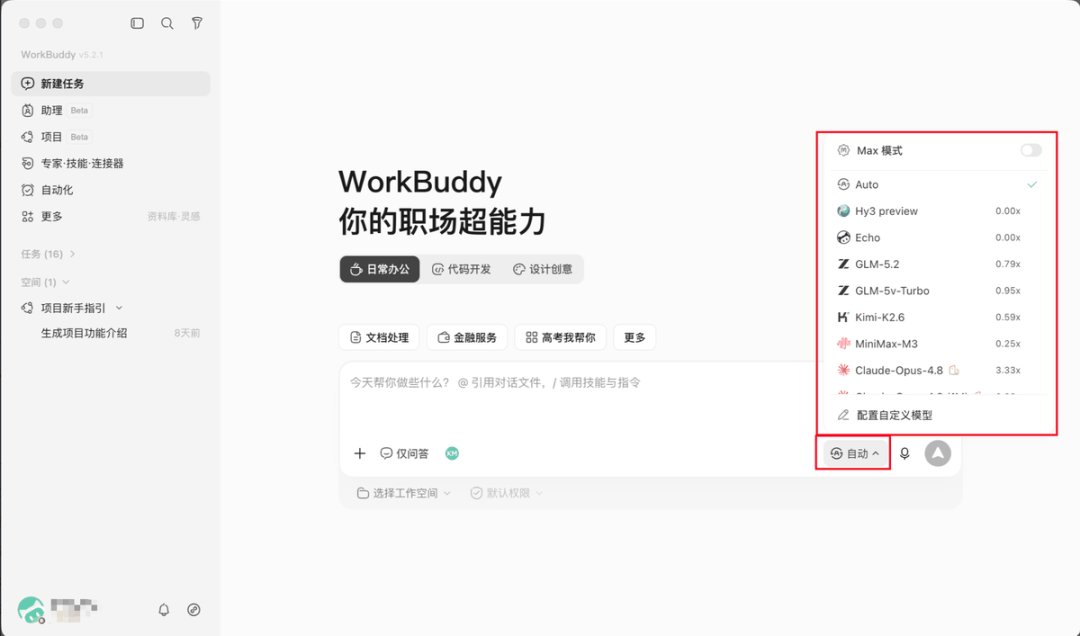 WorkBuddy v5.2.1
新建任务
助理 Beta
项目 Beta
专家·技能·连接器
自动化
更多 资料库·灵感
任务 (16)
空间 (1)
项目新手指引
生成项目功能介绍 8天前
WorkBuddy
你的职场超能力
日常办公 代码开发 设计创意
文档处理 金融服务 高考我帮你 更多
今天帮你做些什么？ @ 引用对话文件，/ 调用技能与指令
仅问答 KM
自动
选择工作空间 默认权限
Max 模式
Auto
Hy3 preview 0.00x
Echo 0.00x
GLM-5.2 0.79x
GLM-5v-Turbo 0.95x
Kimi-K2.6 0.59x
MiniMax-M3 0.25x
Claude-Opus-4.8 3.33x
配置自定义模型